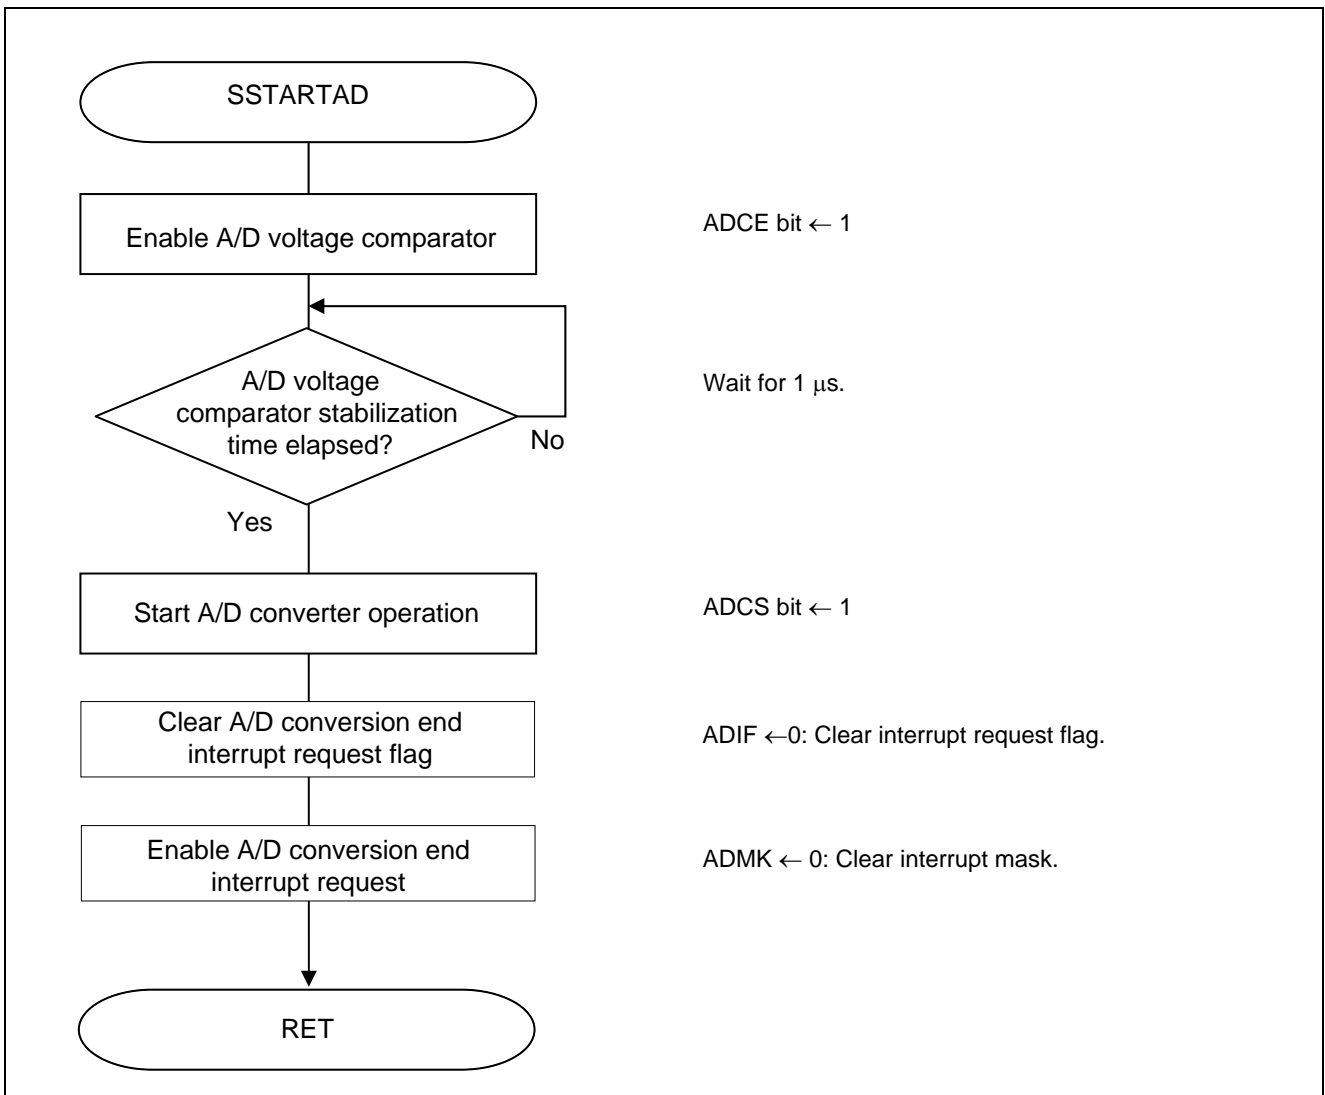 SSTARTAD
Enable A/D voltage comparator
ADCE bit ← 1
A/D voltage
comparator stabilization
time elapsed?
Wait for 1 μs.
No
Yes
Start A/D converter operation
ADCS bit ← 1
Clear A/D conversion end
interrupt request flag
ADIF ←0: Clear interrupt request flag.
Enable A/D conversion end
interrupt request
ADMK ← 0: Clear interrupt mask.
RET